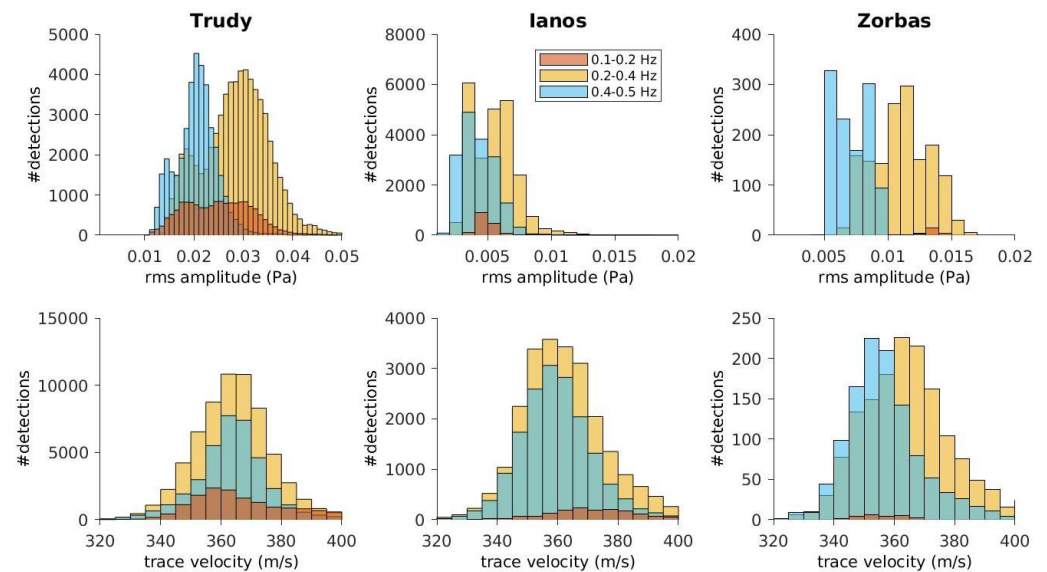 Trudy
Ianos
Zorbas
5000
4000
3000
2000
1000
0
#detections
0.01 0.02 0.03 0.04 0.05
rms amplitude (Pa)
8000
6000
4000
2000
0
#detections
0.1-0.2 Hz
0.2-0.4 Hz
0.4-0.5 Hz
0.005 0.01 0.015 0.02
rms amplitude (Pa)
400
300
200
100
0
#detections
0.005 0.01 0.015 0.02
rms amplitude (Pa)
15000
10000
5000
0
#detections
320 340 360 380 400
trace velocity (m/s)
4000
3000
2000
1000
0
#detections
320 340 360 380 400
trace velocity (m/s)
250
200
150
100
50
0
#detections
320 340 360 380 400
trace velocity (m/s)